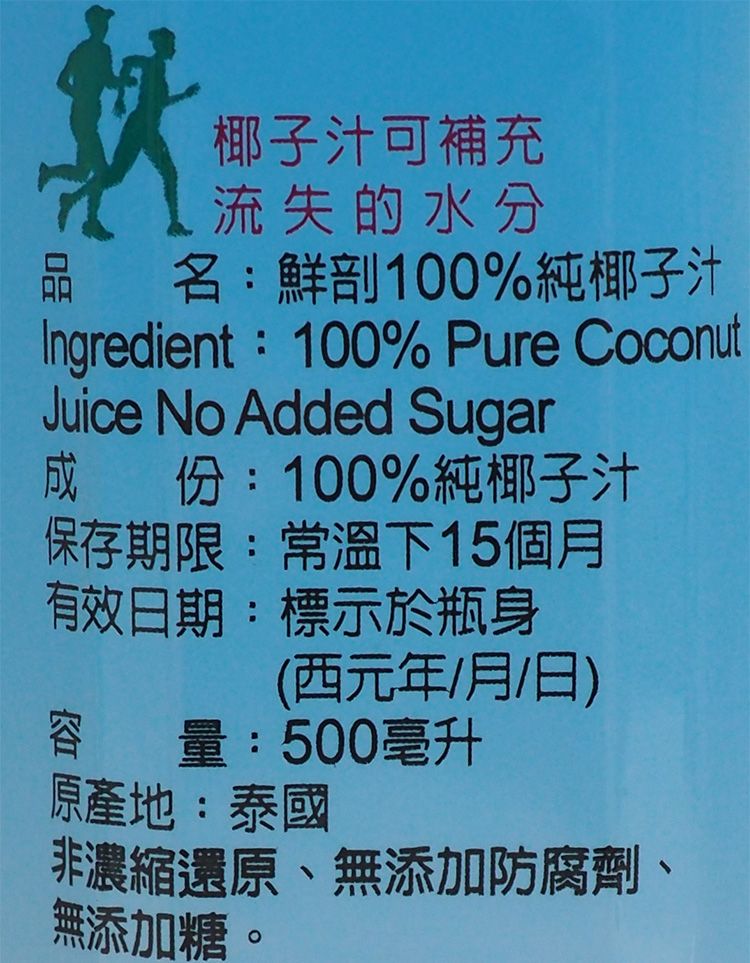 椰子汁可補充
流失的水分
品名：鮮剖100%純椰子汁
Ingredient：100% Pure Coconut
Juice No Added Sugar
成份：100%純椰子汁
保存期限：常溫下15個月
有效日期：標示於瓶身
(西元年/月/日)
容量：500毫升
原產地：泰國
非濃縮還原、無添加防腐劑、
無添加糖。